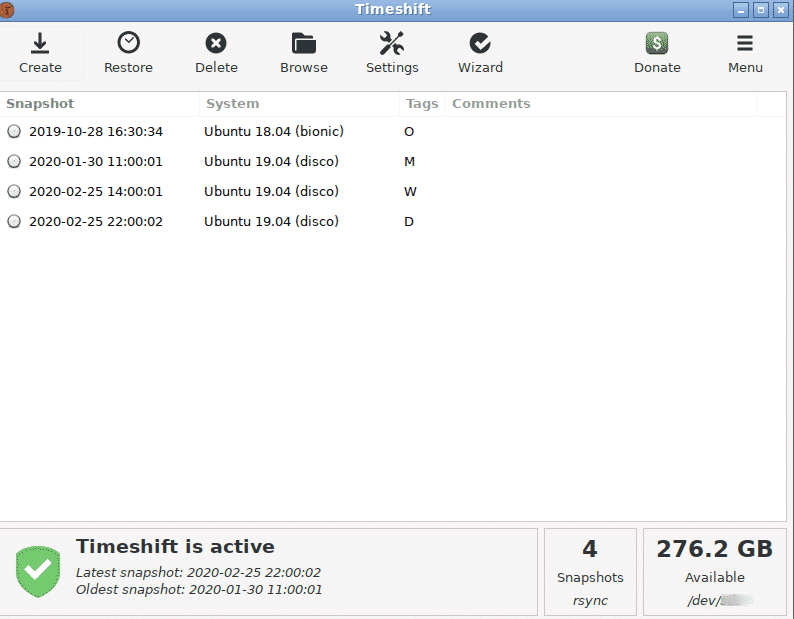 Timeshift
Create Restore Delete Browse Settings Wizard Donate Menu
Snapshot System Tags Comments
2019-10-28 16:30:34 Ubuntu 18.04 (bionic) O
2020-01-30 11:00:01 Ubuntu 19.04 (disco) M
2020-02-25 14:00:01 Ubuntu 19.04 (disco) W
2020-02-25 22:00:02 Ubuntu 19.04 (disco) D
Timeshift is active
Latest snapshot: 2020-02-25 22:00:02
Oldest snapshot: 2020-01-30 11:00:01
4
Snapshots
rsync
276.2 GB
Available
/dev/